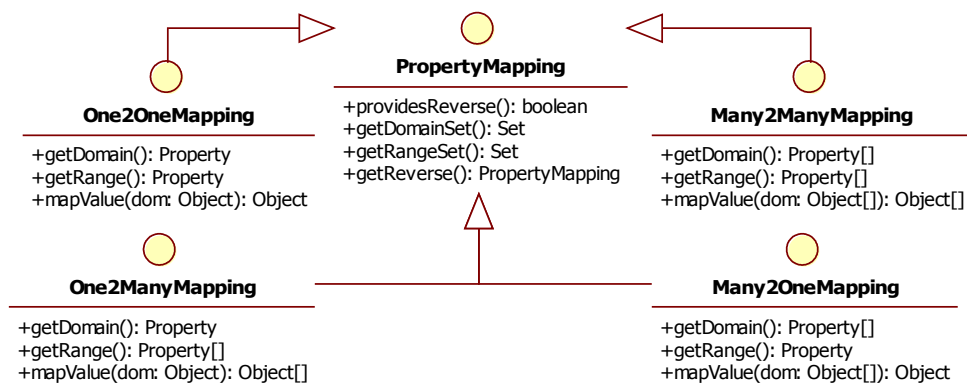 PropertyMapping
+providesReverse(): boolean
+getDomainSet(): Set
+getRangeSet(): Set
+getReverse(): PropertyMapping
One2OneMapping
+getDomain(): Property
+getRange(): Property
+mapValue(dom: Object): Object
Many2ManyMapping
+getDomain(): Property[]
+getRange(): Property[]
+mapValue(dom: Object[]): Object[]
One2ManyMapping
+getDomain(): Property
+getRange(): Property[]
+mapValue(dom: Object): Object[]
Many2OneMapping
+getDomain(): Property[]
+getRange(): Property
+mapValue(dom: Object[]): Object